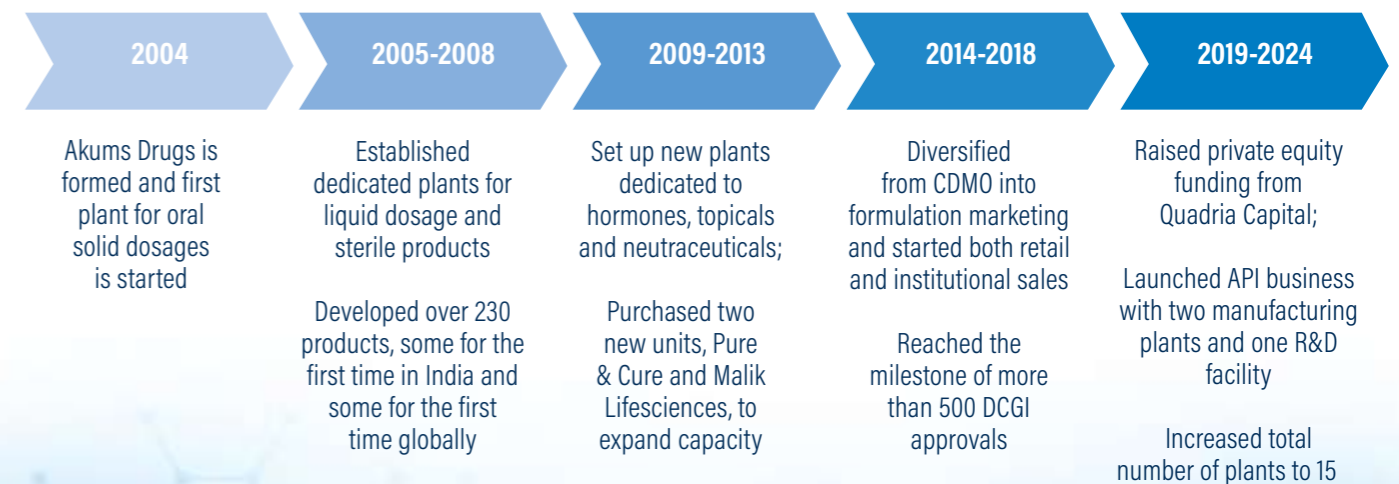 2004
Akums Drugs is
formed and first
plant for oral
solid dosages
is started
2005-2008
Established
dedicated plants for
liquid dosage and
sterile products
Developed over 230
products, some for the
first time in India and
some for the first
time globally
2009-2013
Set up new plants
dedicated to
hormones, topicals
and neutraceuticals;
Purchased two
new units, Pure
& Cure and Malik
Lifesciences, to
expand capacity
2014-2018
Diversified
from CDMO into
formulation marketing
and started both retail
and institutional sales
Reached the
milestone of more
than 500 DCGI
approvals
2019-2024
Raised private equity
funding from
Quadria Capital;
Launched API business
with two manufacturing
plants and one R&D
facility
Increased total
number of plants to 15